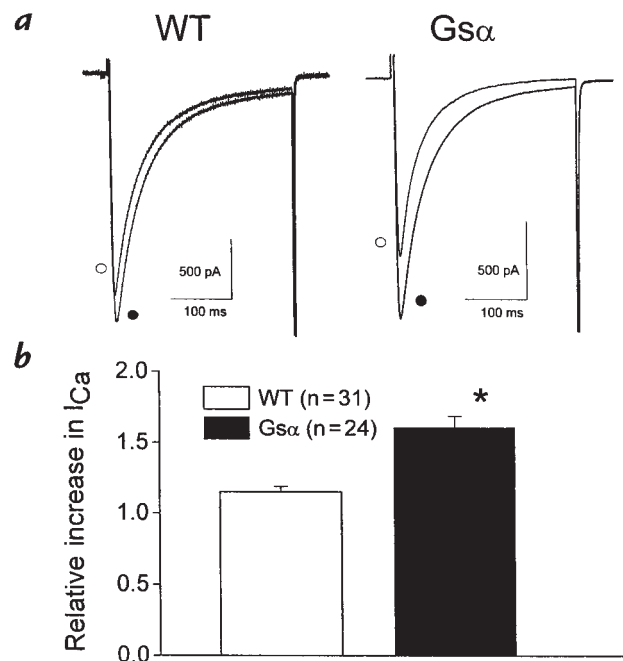 a
WT
Gsα
500 pA
100 ms
500 pA
100 ms
b
Relative increase in ICa
2.0
1.5
1.0
0.5
0.0
WT (n=31)
Gsα (n=24)
*